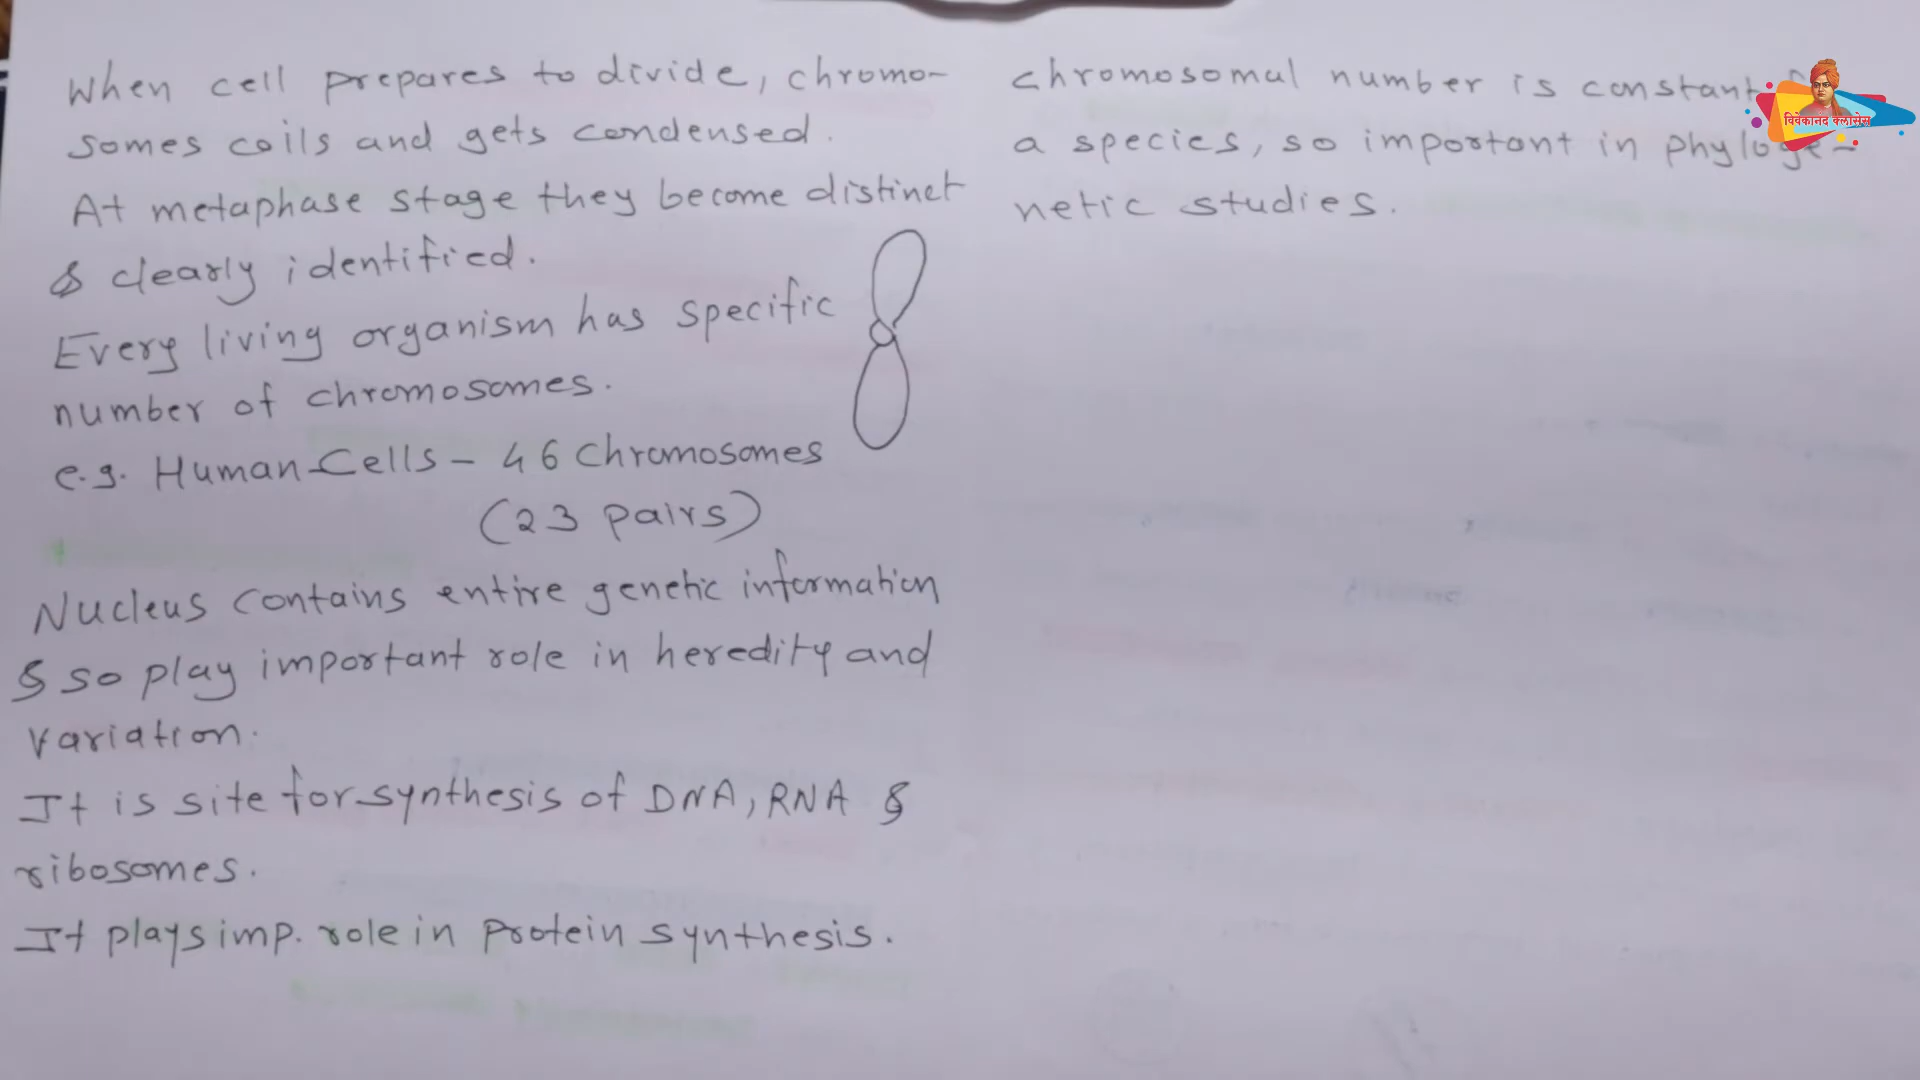 When cell prepares to divide, chromo-
somes coils and gets condensed.
At metaphase stage they become distinct
& clearly identified.
Every living organism has specific
number of chromosomes.
e.g. Human Cells - 46 Chromosomes
(23 pairs)
Nucleus contains entire genetic information
& so play important role in heredity and
variation.
It is site for synthesis of DNA, RNA &
ribosomes.
It plays imp. role in protein synthesis.
chromosomal number is constant
a species, so important in phyloge-
netic studies.
विवेकानंद क्लासेस